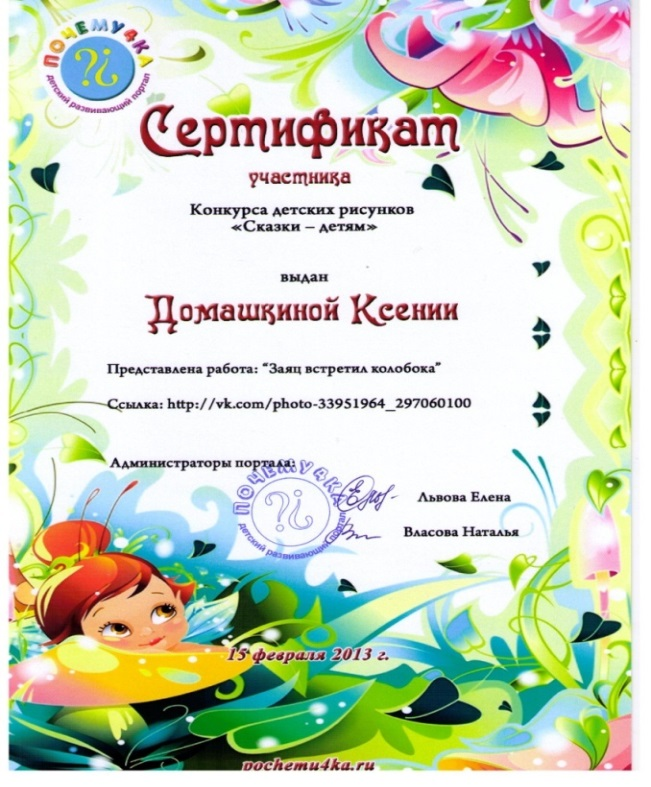 ПОЧЕМУ4КА
детский развивающий портал
Сертификат
участника
Конкурса детских рисунков
«Сказки – детям»
выдан
Домашкиной Ксении
Представлена работа: “Заяц встретил колобока”
Ссылка: http://vk.com/photo-33951964_297060100
Администраторы портала:
ПОЧЕМУ4КА
детский развивающий портал
Львова Елена
Власова Наталья
15 февраля 2013 г.
pochemu4ka.ru